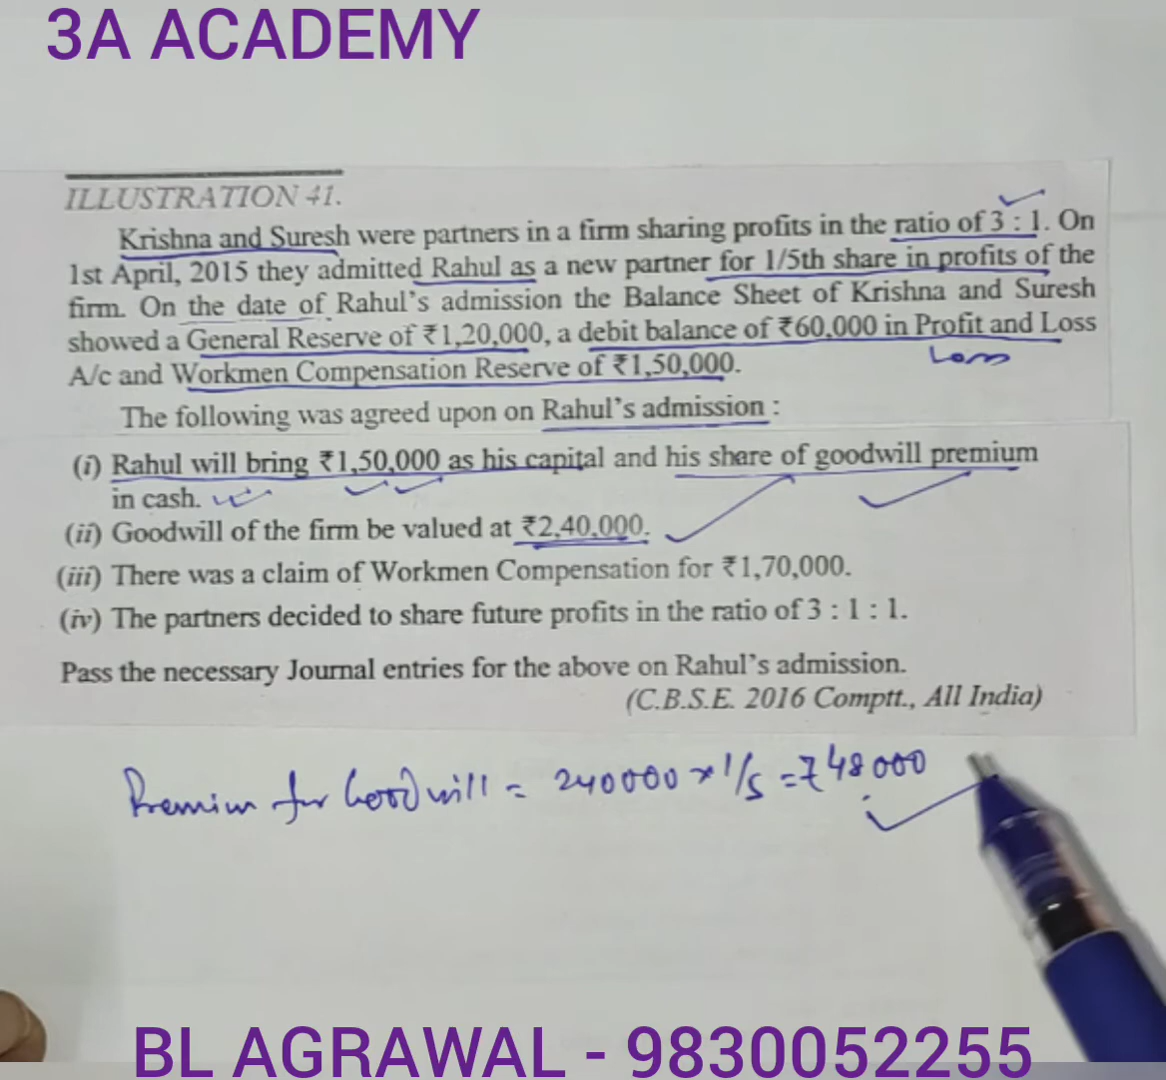 3A ACADEMY
ILLUSTRATION 41.
Krishna and Suresh were partners in a firm sharing profits in the ratio of 3 : 1. On
1st April, 2015 they admitted Rahul as a new partner for 1/5th share in profits of the
firm. On the date of Rahul's admission the Balance Sheet of Krishna and Suresh
showed a General Reserve of ₹1,20,000, a debit balance of ₹60,000 in Profit and Loss
A/c and Workmen Compensation Reserve of ₹1,50,000.
Loss
The following was agreed upon on Rahul's admission :
(i) Rahul will bring ₹1,50,000 as his capital and his share of goodwill premium
in cash.
(ii) Goodwill of the firm be valued at ₹2,40,000.
(iii) There was a claim of Workmen Compensation for ₹1,70,000.
(iv) The partners decided to share future profits in the ratio of 3 : 1 : 1.
Pass the necessary Journal entries for the above on Rahul's admission.
(C.B.S.E. 2016 Comptt., All India)
Premium for Goodwill = 240000 × 1/5 = ₹48000
BL AGRAWAL - 9830052255